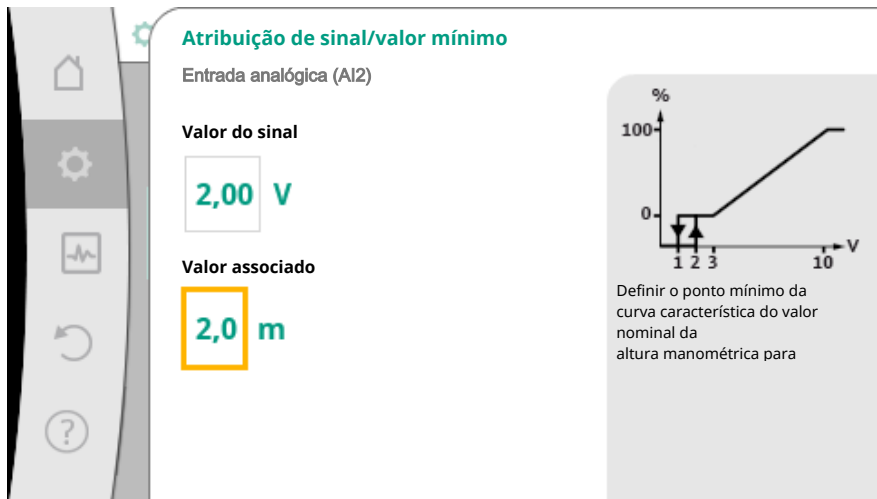 Atribuição de sinal/valor mínimo
Entrada analógica (AI2)
Valor do sinal
2,00 V
Valor associado
2,0 m
%
100
0
1 2 3 10 V
Definir o ponto mínimo da
curva característica do valor
nominal da
altura manométrica para
?